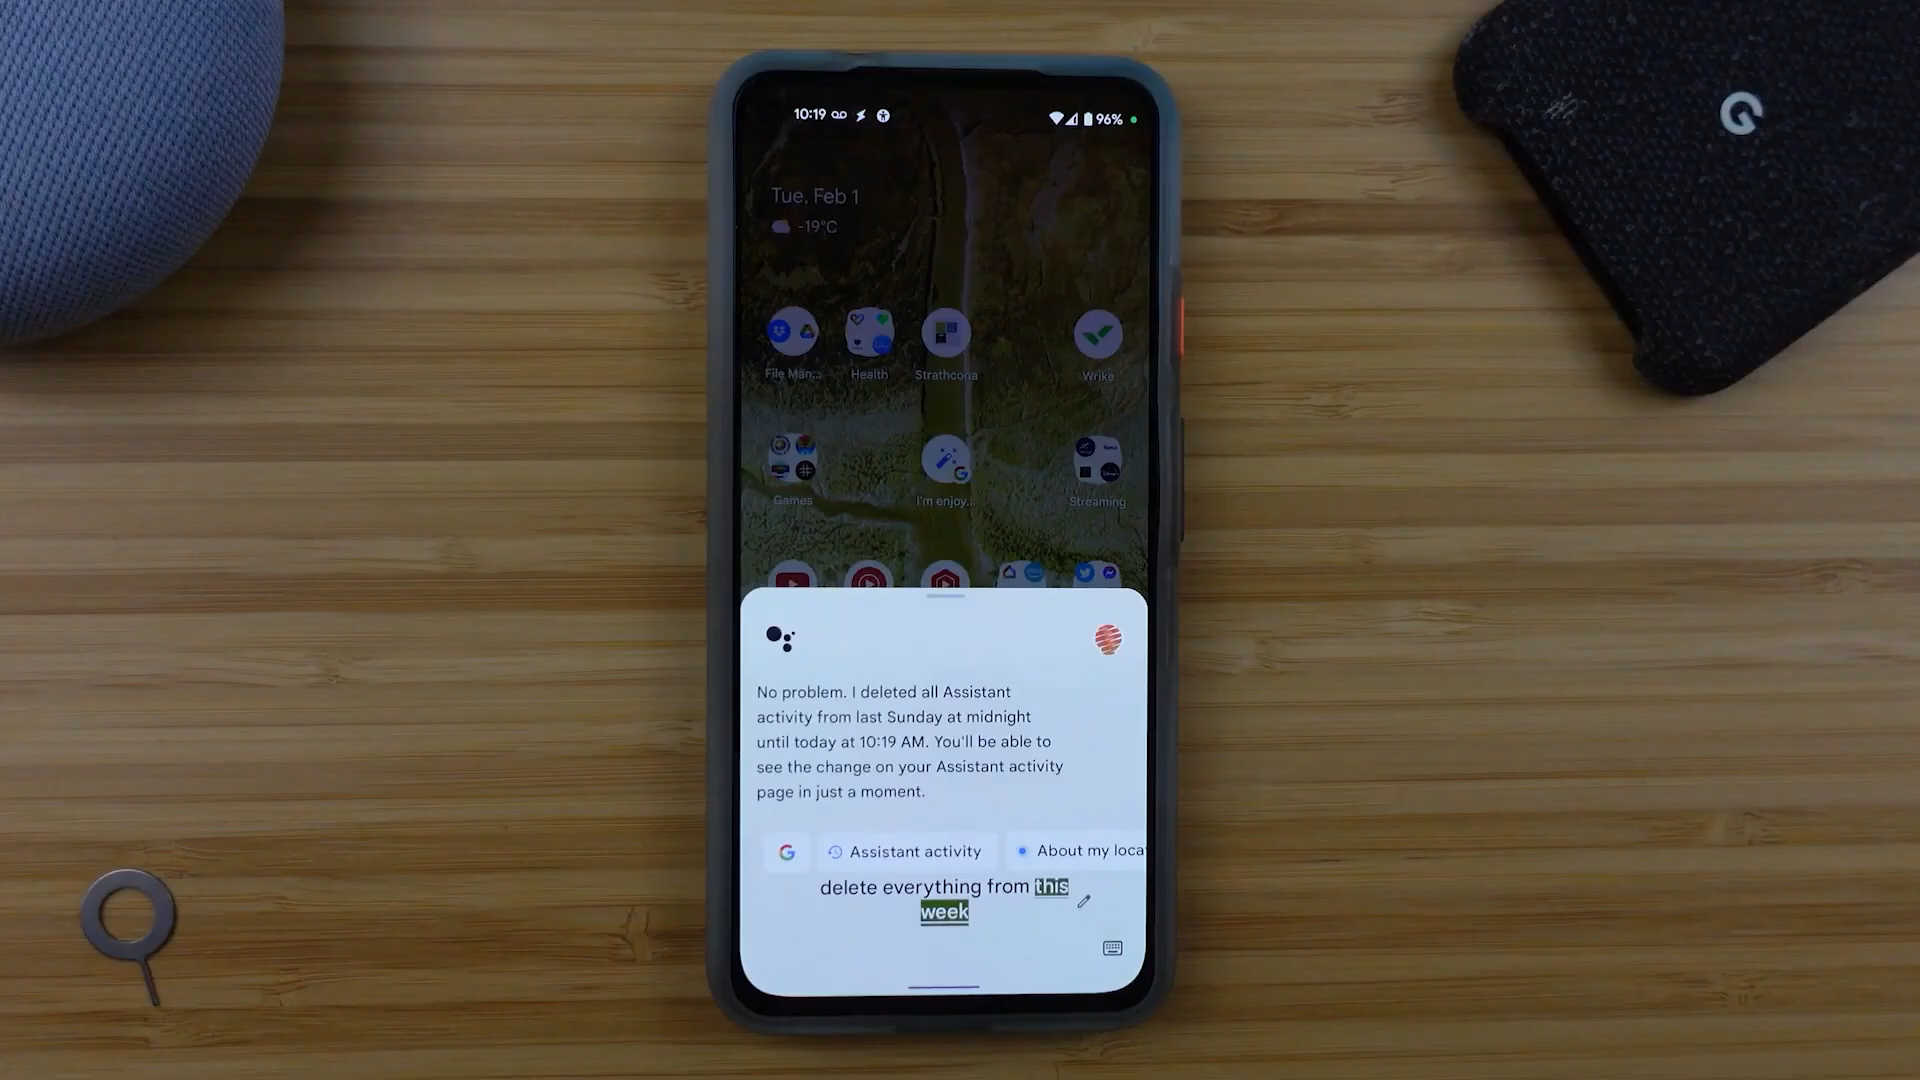 10:19
96%
Tue, Feb 1
-19°C
File Man...
Health
Strathcona
Wrike
Games
I'm enjoy...
Streaming
No problem. I deleted all Assistant
activity from last Sunday at midnight
until today at 10:19 AM. You'll be able to
see the change on your Assistant activity
page in just a moment.
Assistant activity
About my loca
delete everything from this
week